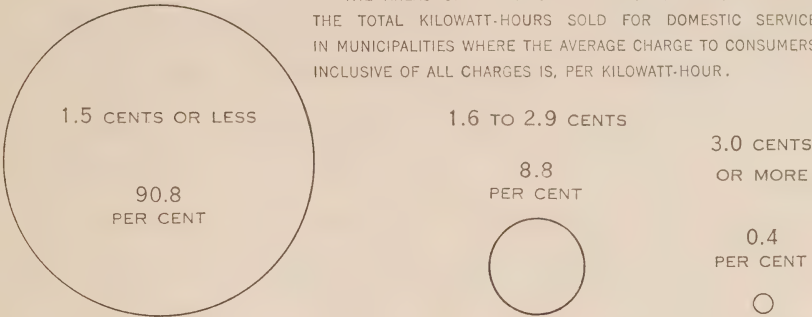 THE TOTAL KILOWATT-HOURS SOLD FOR DOMESTIC SERVICE
IN MUNICIPALITIES WHERE THE AVERAGE CHARGE TO CONSUMERS
INCLUSIVE OF ALL CHARGES IS, PER KILOWATT-HOUR.
1.5 CENTS OR LESS
90.8
PER CENT
1.6 TO 2.9 CENTS
8.8
PER CENT
3.0 CENTS
OR MORE
0.4
PER CENT